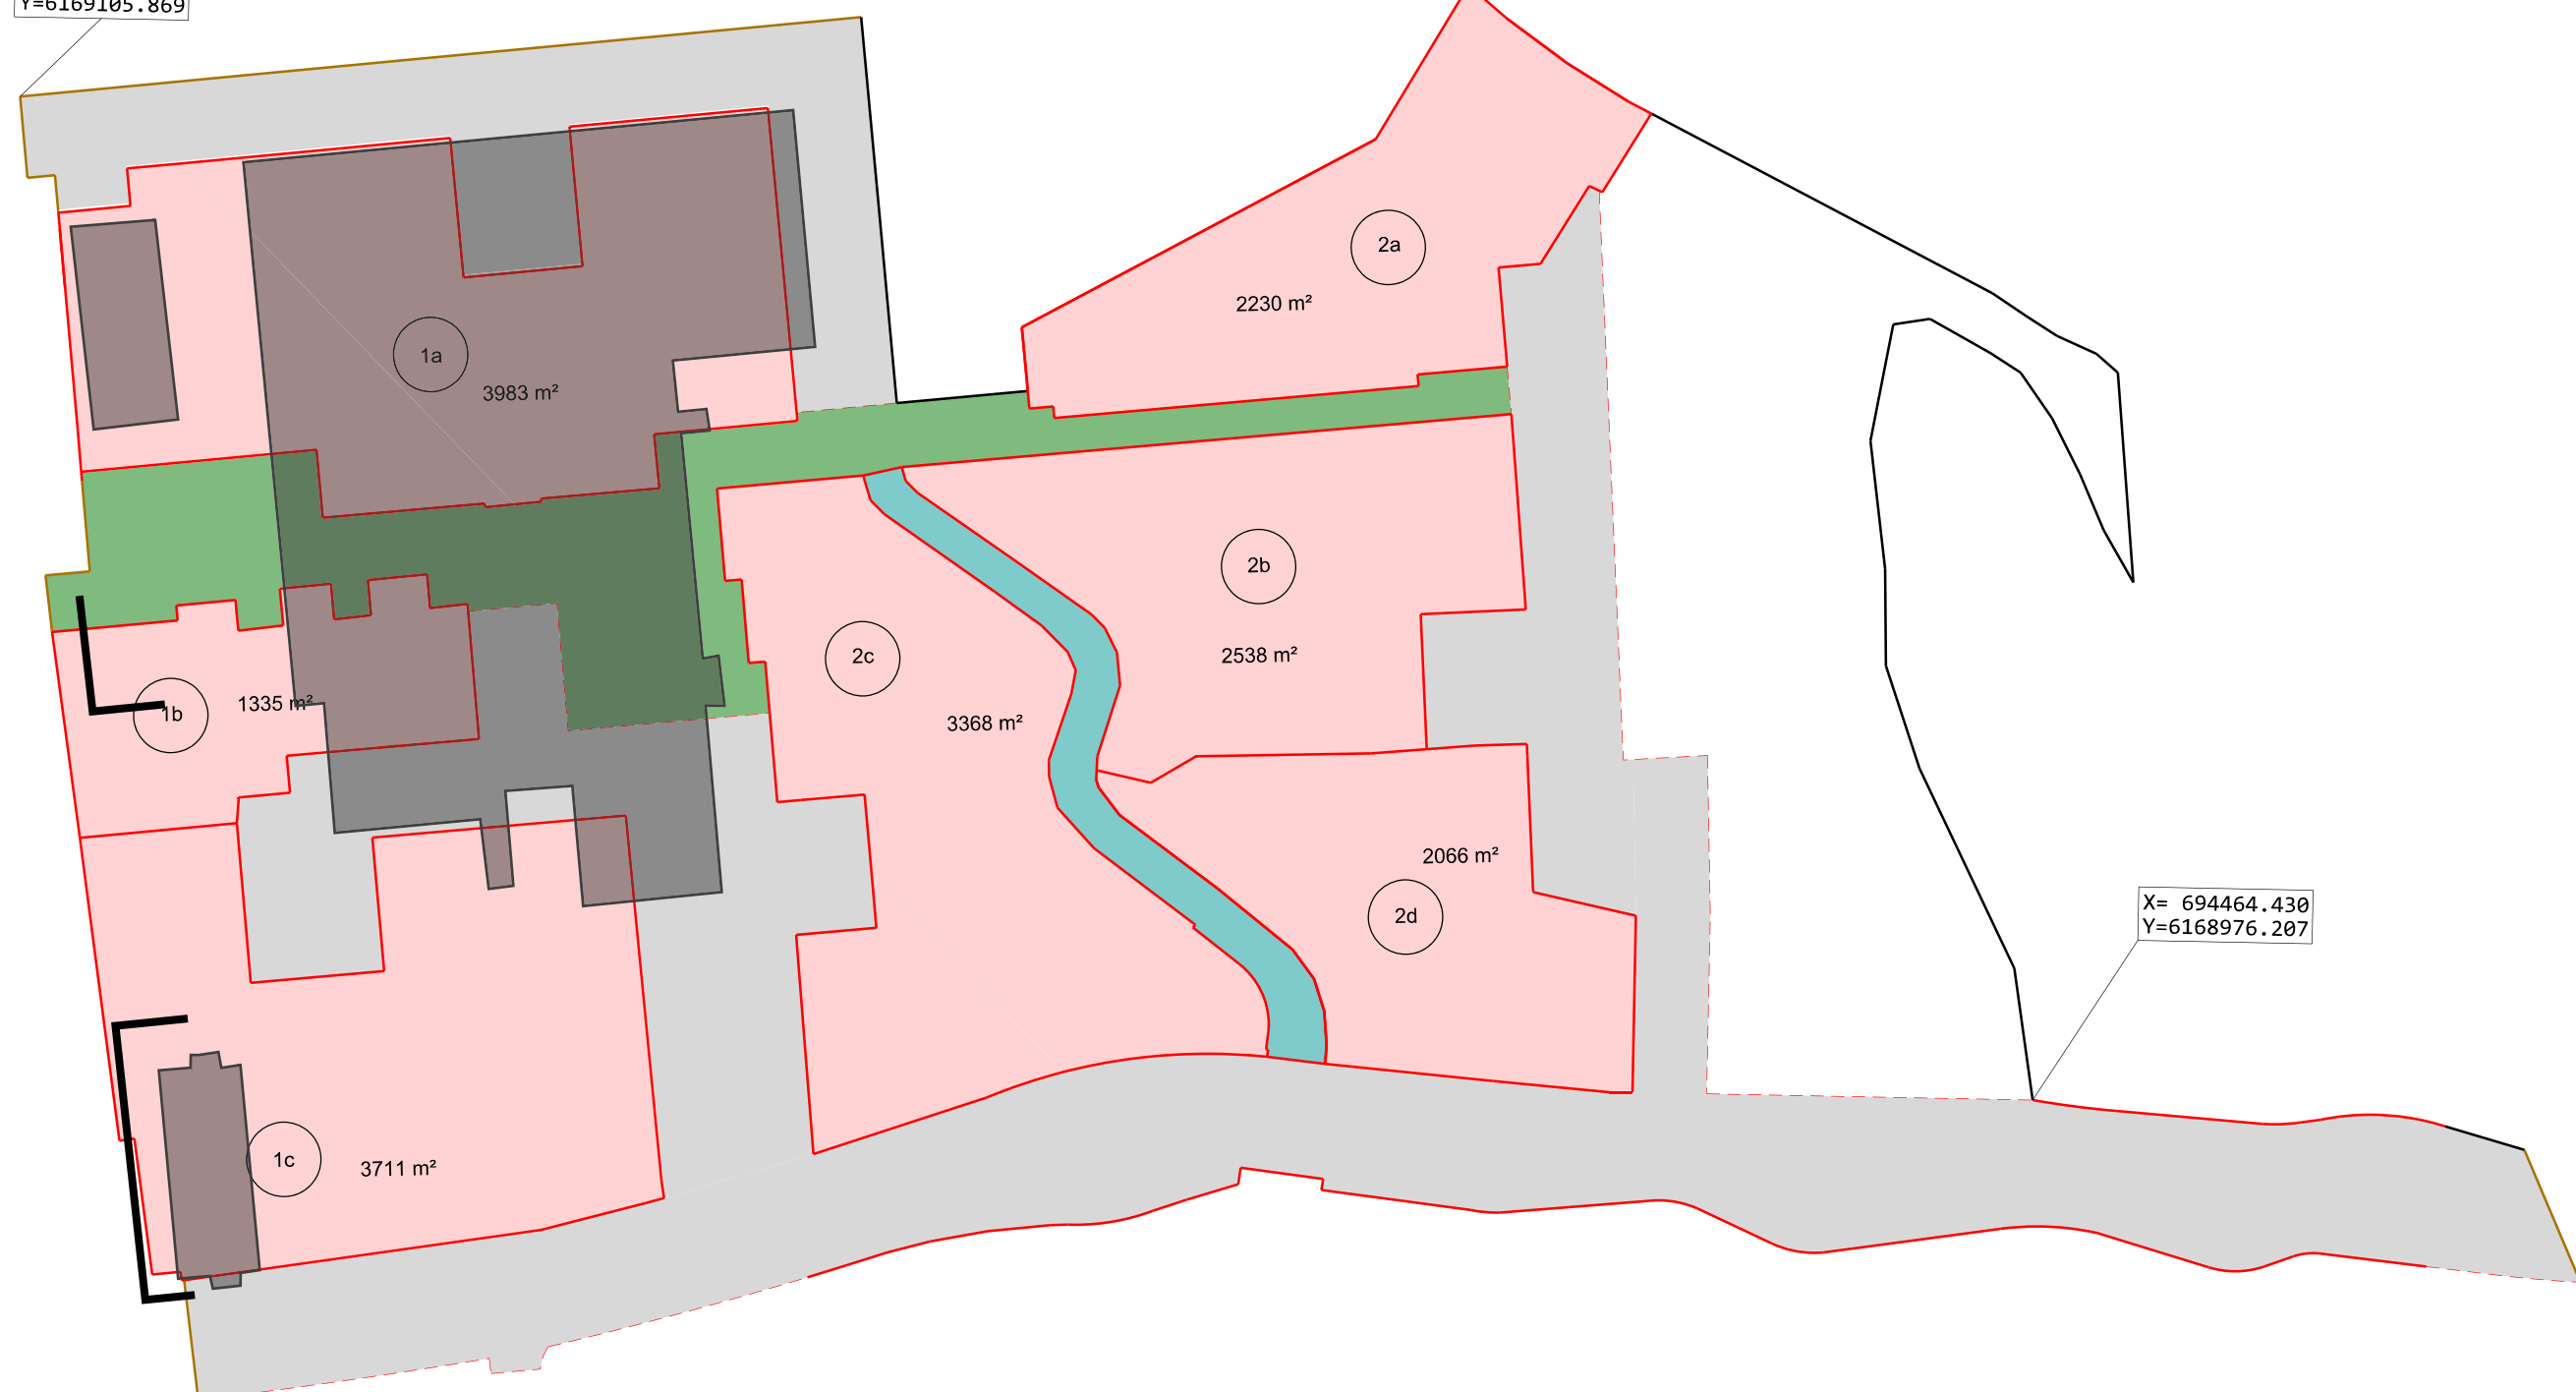 Y=6169105.869
2a
2230 m²
1a
3983 m²
2b
2538 m²
2c
3368 m²
1b
1335 m²
2066 m²
2d
X= 694464.430
Y=6168976.207
1c
3711 m²